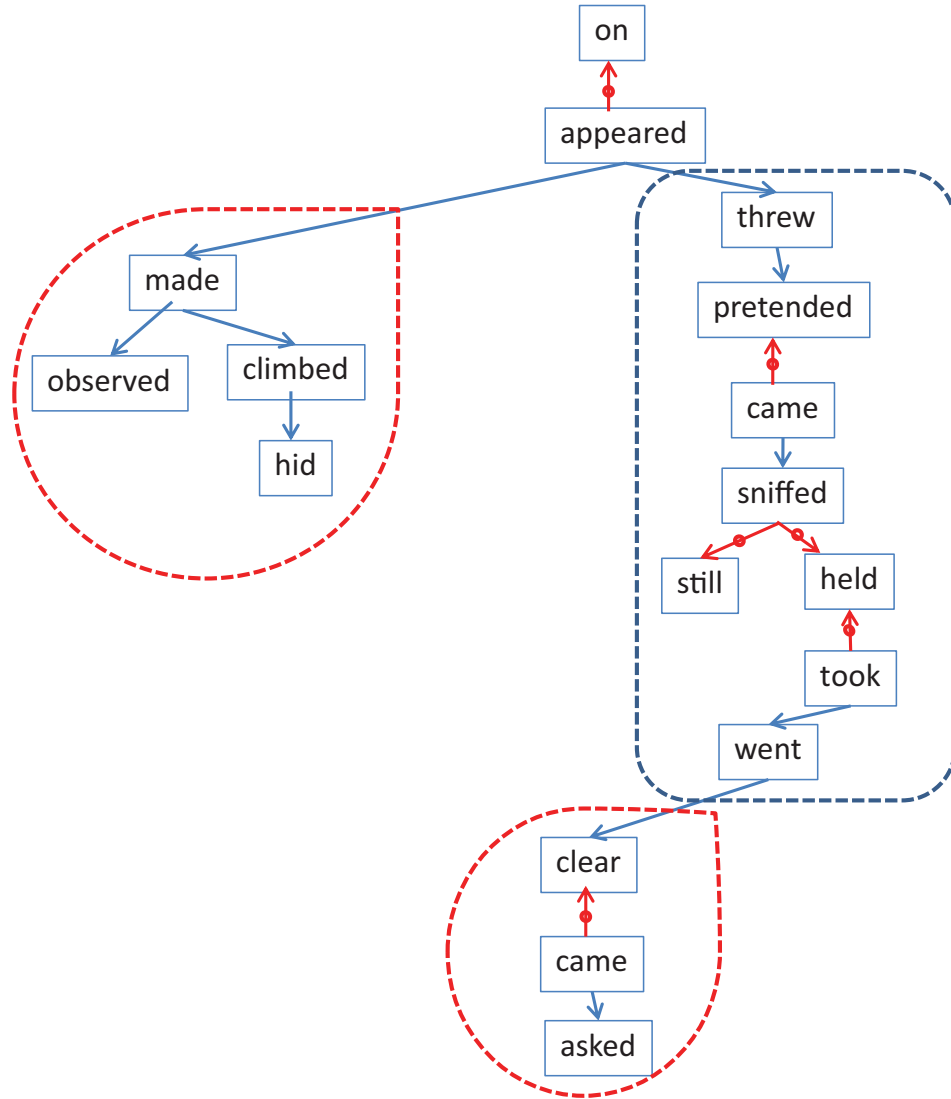 on
appeared
threw
made
pretended
observed
climbed
came
hid
sniffed
still
held
took
went
clear
came
asked